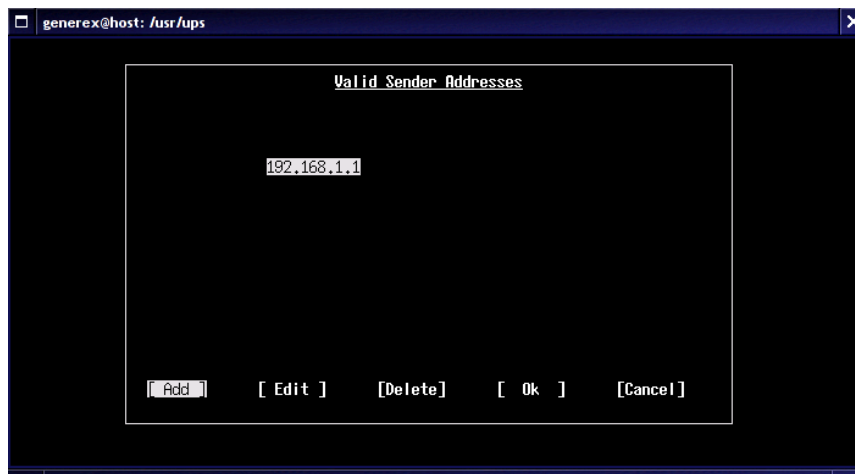 generex@host: /usr/ups
Valid Sender Addresses
192.168.1.1
[ Add ] [ Edit ] [Delete] [ Ok ] [Cancel]